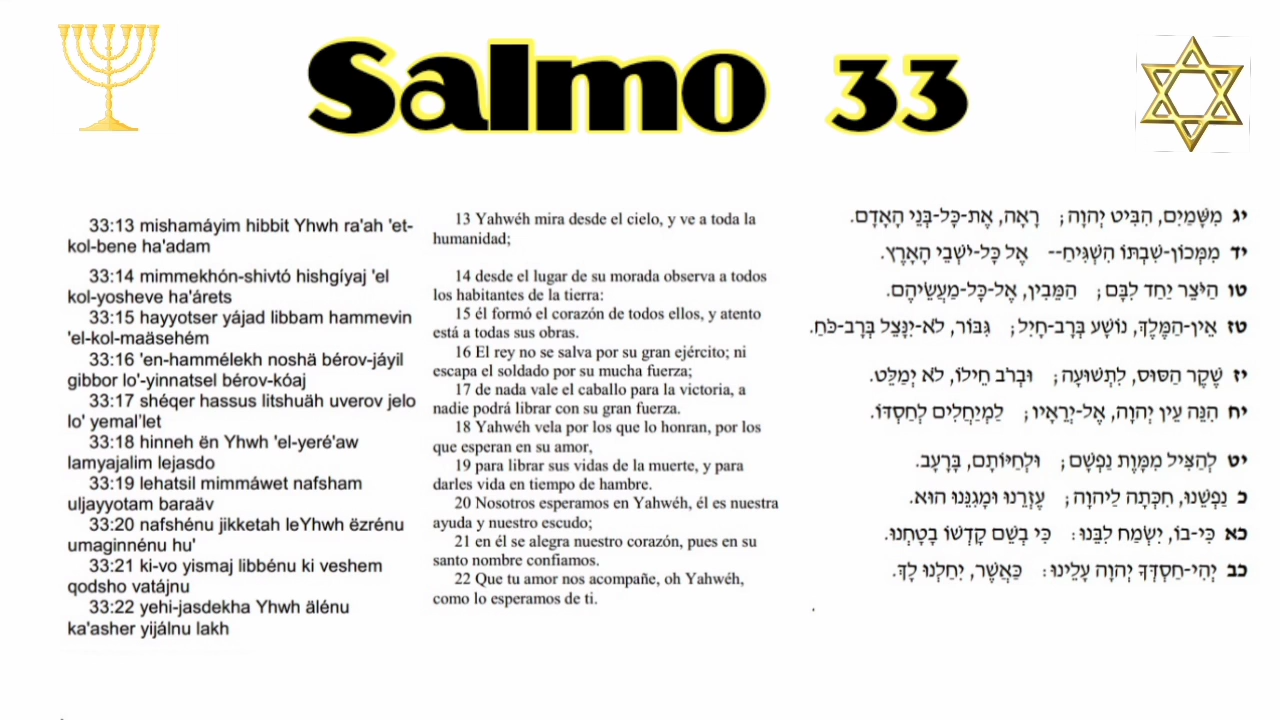 Salmo 33
33:13 mishamáyim hibbit Yhwh ra'ah 'et-
kol-bene ha'adam
33:14 mimmekhón-shivtó hishgíyaj 'el
kol-yosheve ha'árets
33:15 hayyotser yájad libbam hammevin
'el-kol-maäsehém
33:16 'en-hammélekh noshä bérov-jáyil
gibbor lo'-yinnatsel bérov-kóaj
33:17 shéqer hassus litshuäh uverov jelo
lo' yemal'let
33:18 hinneh ën Yhwh 'el-yeré'aw
lamyajalim lejasdo
33:19 lehatsil mimmáwet nafsham
uljayyotam baraäv
33:20 nafshénu jikketah leYhwh ëzrénu
umaginnénu hu'
33:21 ki-vo yismaj libbénu ki veshem
qodsho vatájnu
33:22 yehi-jasdekha Yhwh älénu
ka'asher yijálnu lakh
13 Yahwéh mira desde el cielo, y ve a toda la
humanidad;
14 desde el lugar de su morada observa a todos
los habitantes de la tierra:
15 él formó el corazón de todos ellos, y atento
está a todas sus obras.
16 El rey no se salva por su gran ejército; ni
escapa el soldado por su mucha fuerza;
17 de nada vale el caballo para la victoria, a
nadie podrá librar con su gran fuerza.
18 Yahwéh vela por los que lo honran, por los
que esperan en su amor,
19 para librar sus vidas de la muerte, y para
darles vida en tiempo de hambre.
20 Nosotros esperamos en Yahwéh, él es nuestra
ayuda y nuestro escudo;
21 en él se alegra nuestro corazón, pues en su
santo nombre confiamos.
22 Que tu amor nos acompañe, oh Yahwéh,
como lo esperamos de ti.
יג מִשָּׁמַיִם, הִבִּיט יְהוָה; רָאָה, אֶת-כָּל-בְּנֵי הָאָדָם.
יד מִמְּכוֹן-שִׁבְתּוֹ הִשְׁגִּיחַ-- אֶל כָּל-יֹשְׁבֵי הָאָרֶץ.
טו הַיֹּצֵר יַחַד לִבָּם; הַמֵּבִין, אֶל-כָּל-מַעֲשֵׂיהֶם.
טז אֵין-הַמֶּלֶךְ, נוֹשָׁע בְּרָב-חָיִל; גִּבּוֹר, לֹא-יִנָּצֵל בְּרָב-כֹּחַ.
יז שֶׁקֶר הַסּוּס, לִתְשׁוּעָה; וּבְרֹב חֵילוֹ, לֹא יְמַלֵּט.
יח הִנֵּה עֵין יְהוָה, אֶל-יְרֵאָיו; לַמְיַחֲלִים לְחַסְדּוֹ.
יט לְהַצִּיל מִמָּוֶת נַפְשָׁם; וּלְחַיּוֹתָם, בָּרָעָב.
כ נַפְשֵׁנוּ, חִכְּתָה לַיהוָה; עֶזְרֵנוּ וּמָגִנֵּנוּ הוּא.
כא כִּי-בוֹ, יִשְׂמַח לִבֵּנוּ: כִּי בְשֵׁם קָדְשׁוֹ בָטָחְנוּ.
כב יְהִי-חַסְדְּךָ יְהוָה עָלֵינוּ: כַּאֲשֶׁר, יִחַלְנוּ לָךְ.